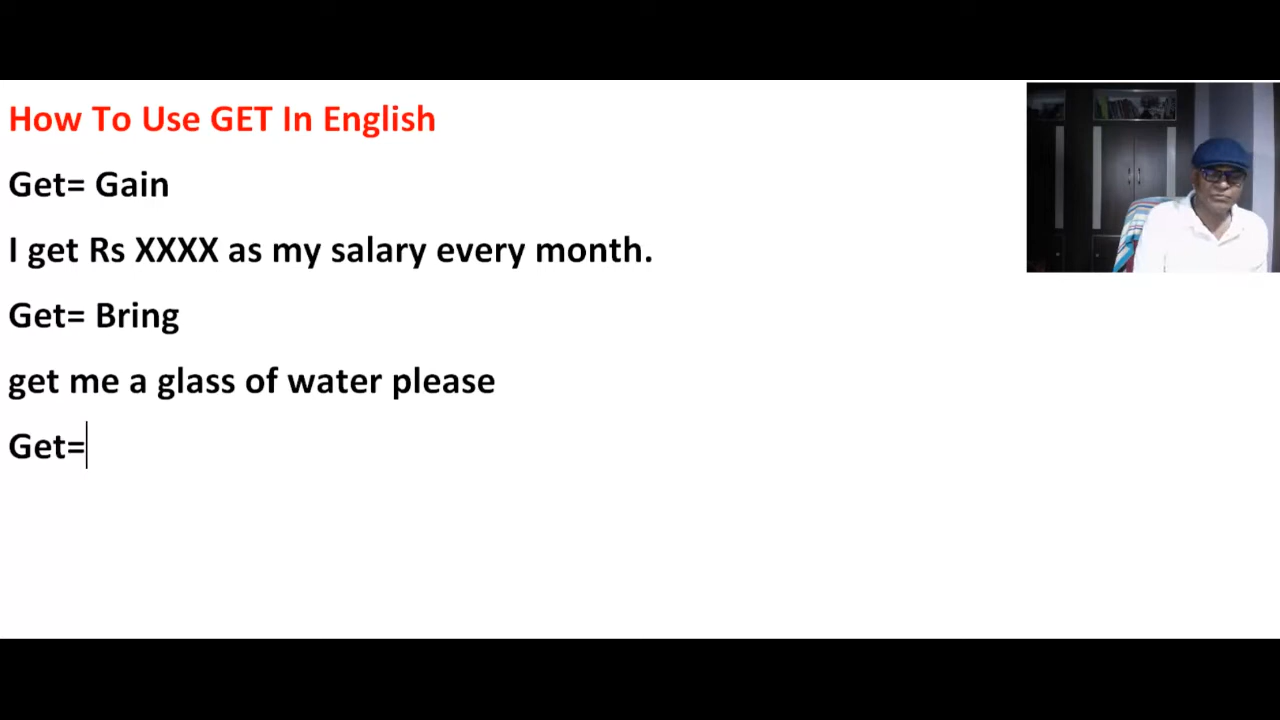 How To Use GET In English
Get= Gain
I get Rs XXXX as my salary every month.
Get= Bring
get me a glass of water please
Get=